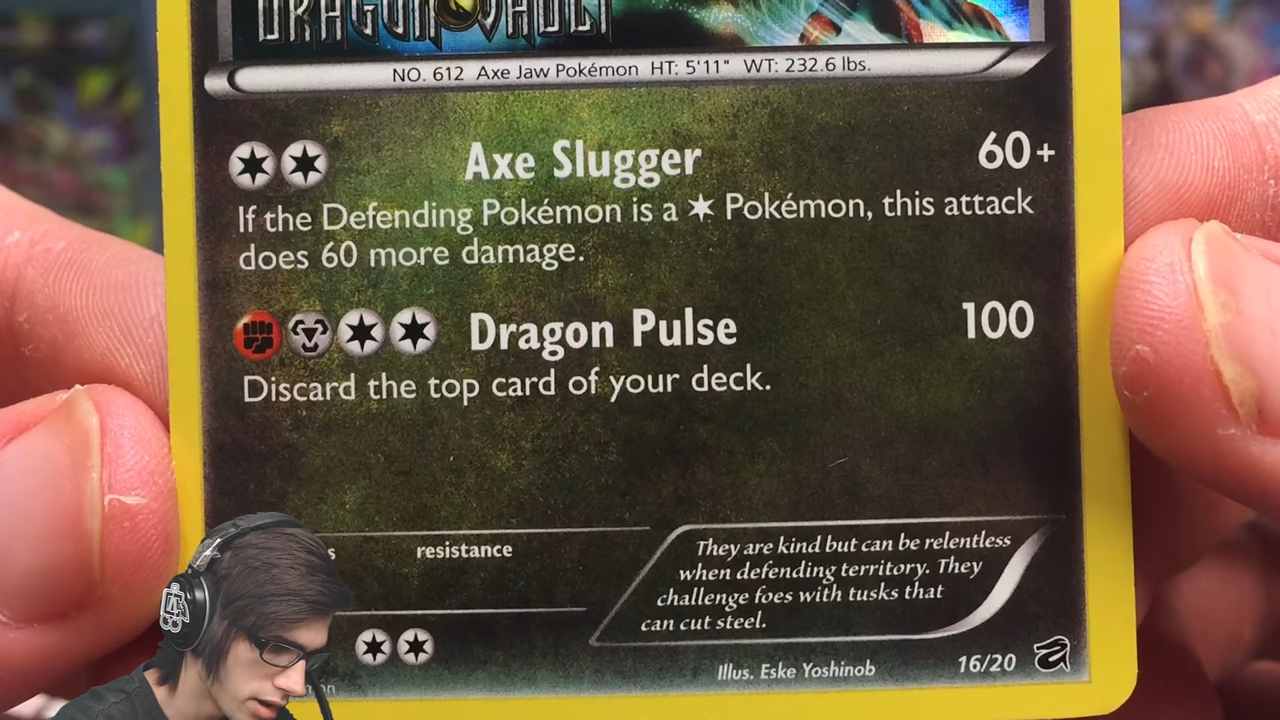 DRAGON VAULT
NO. 612 Axe Jaw Pokémon HT: 5'11" WT: 232.6 lbs.
Axe Slugger 60+
If the Defending Pokémon is a Pokémon, this attack
does 60 more damage.
Dragon Pulse 100
Discard the top card of your deck.
resistance
They are kind but can be relentless
when defending territory. They
challenge foes with tusks that
can cut steel.
Illus. Eske Yoshinob
16/20